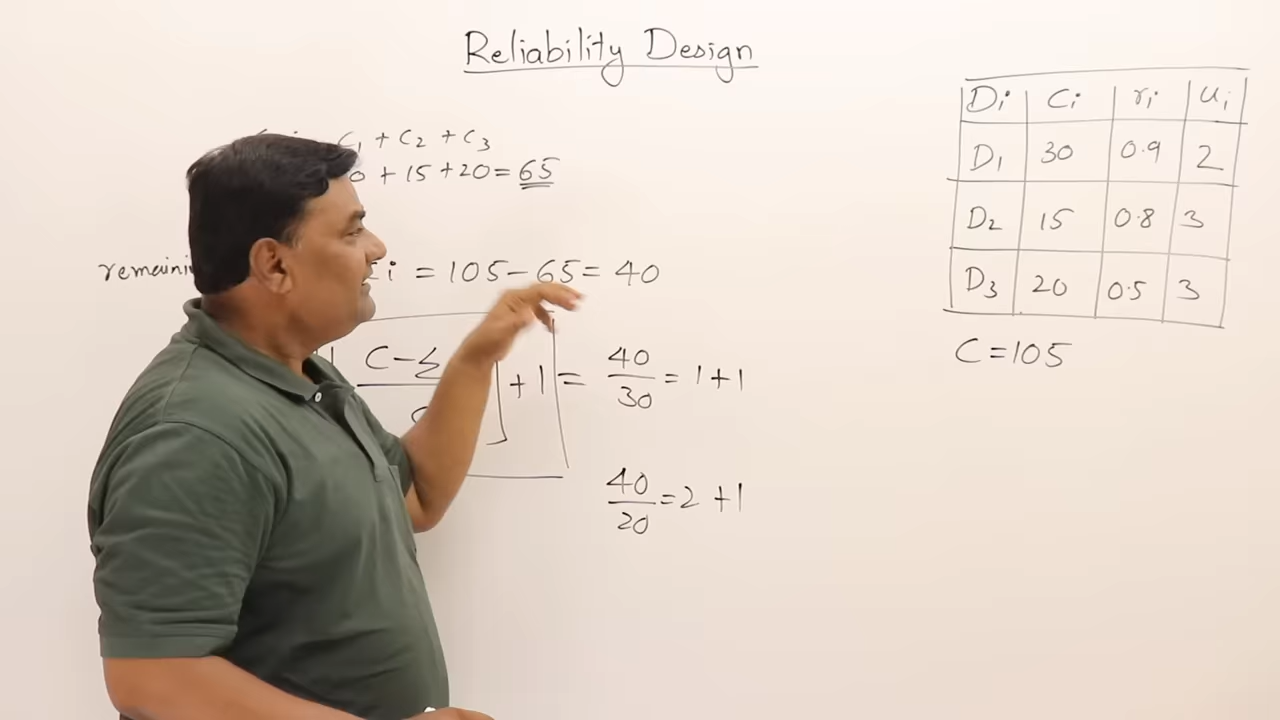 Reliability Design
C₁ + C₂ + C₃
0 + 15 + 20 = 65
= 105 - 65 = 40
C - Σ
+ 1 = 40/30 = 1 + 1
40/20 = 2 + 1
Di Ci ri ui
D₁ 30 0.9 2
D₂ 15 0.8 3
D₃ 20 0.5 3
C = 105